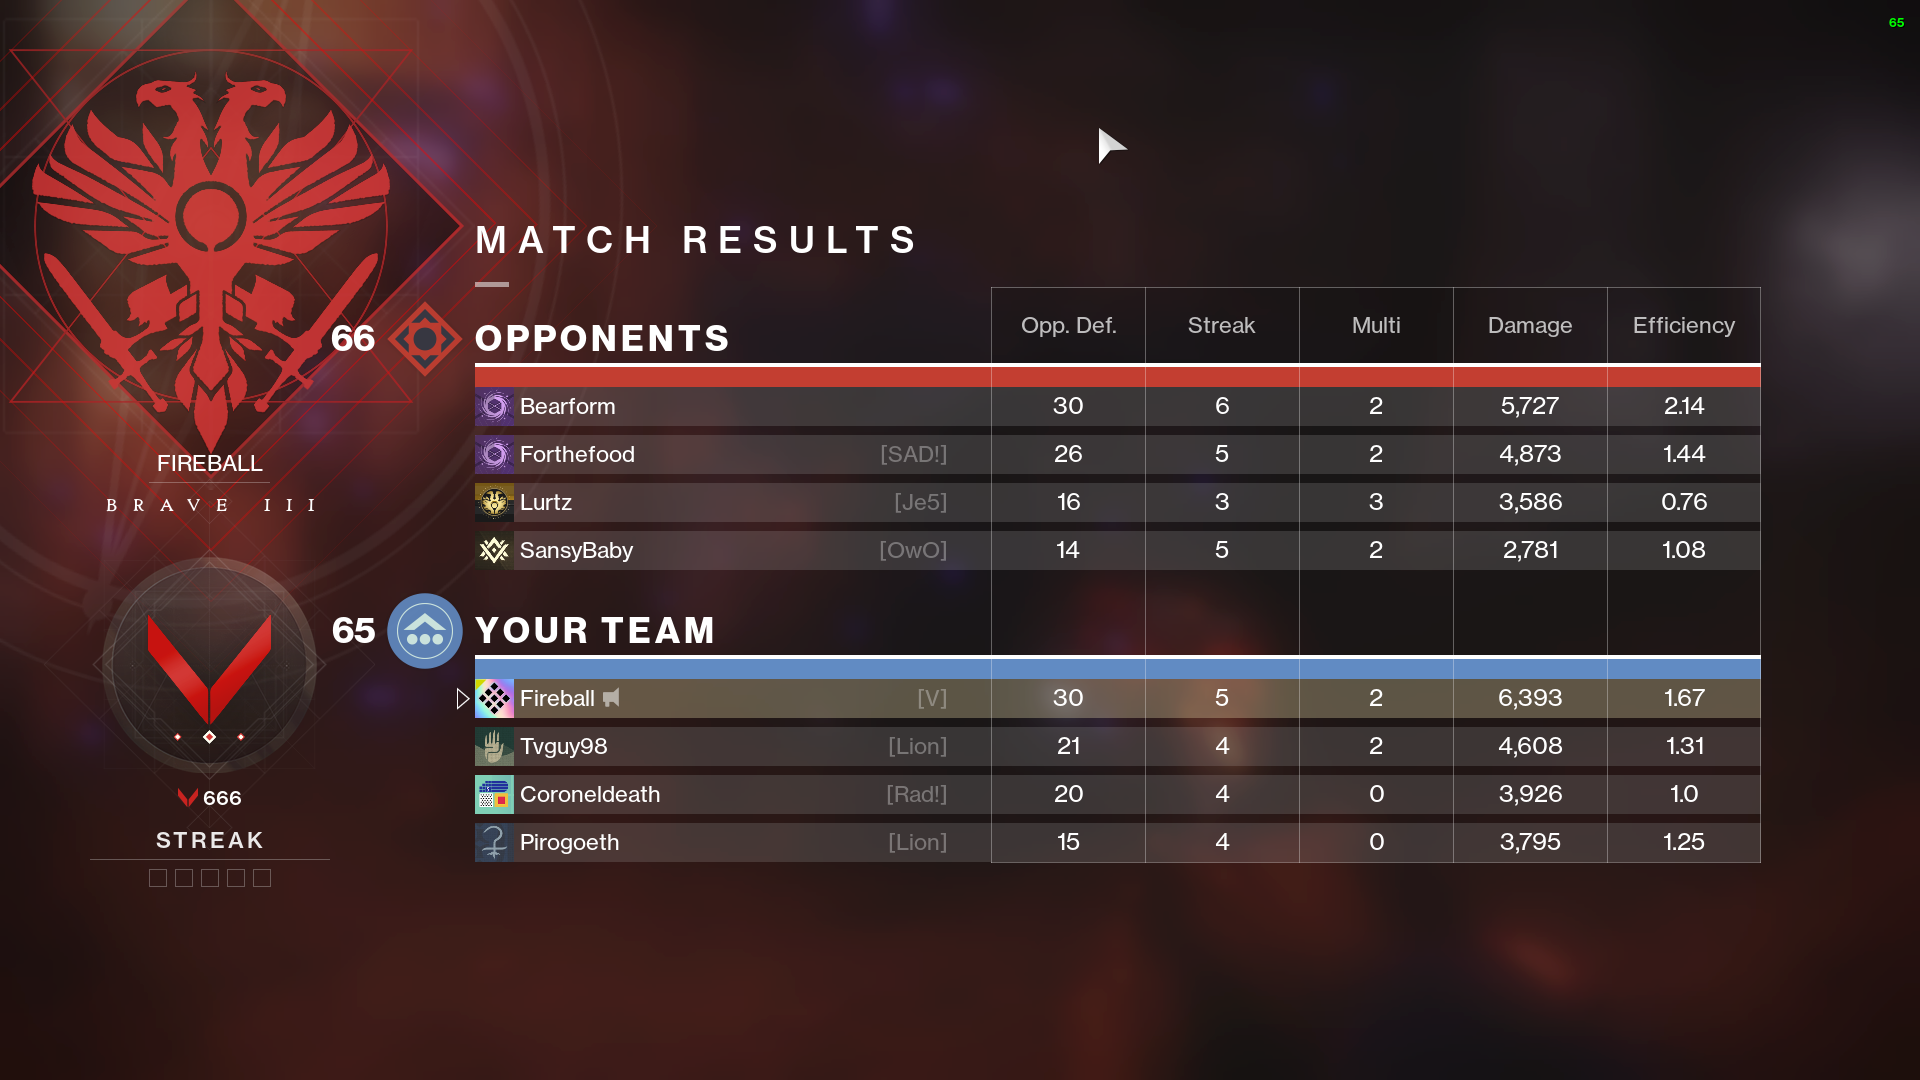 65
MATCH RESULTS
66 OPPONENTS Opp. Def. Streak Multi Damage Efficiency
Bearform 30 6 2 5,727 2.14
Forthefood [SAD!] 26 5 2 4,873 1.44
Lurtz [Je5] 16 3 3 3,586 0.76
SansyBaby [OwO] 14 5 2 2,781 1.08
65 YOUR TEAM
Fireball [V] 30 5 2 6,393 1.67
Tvguy98 [Lion] 21 4 2 4,608 1.31
Coroneldeath [Rad!] 20 4 0 3,926 1.0
Pirogoeth [Lion] 15 4 0 3,795 1.25
FIREBALL
BRAVE III
666
STREAK